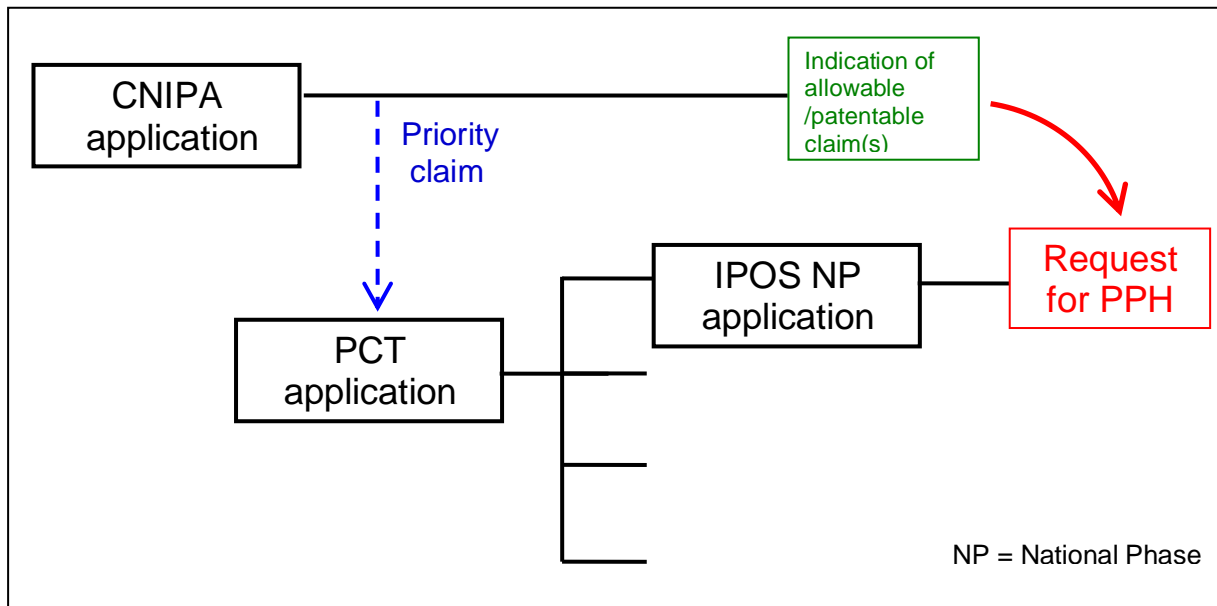 CNIPA
application
Priority
claim
Indication of
allowable
/patentable
claim(s)
Request
for PPH
IPOS NP
application
PCT
application
NP = National Phase